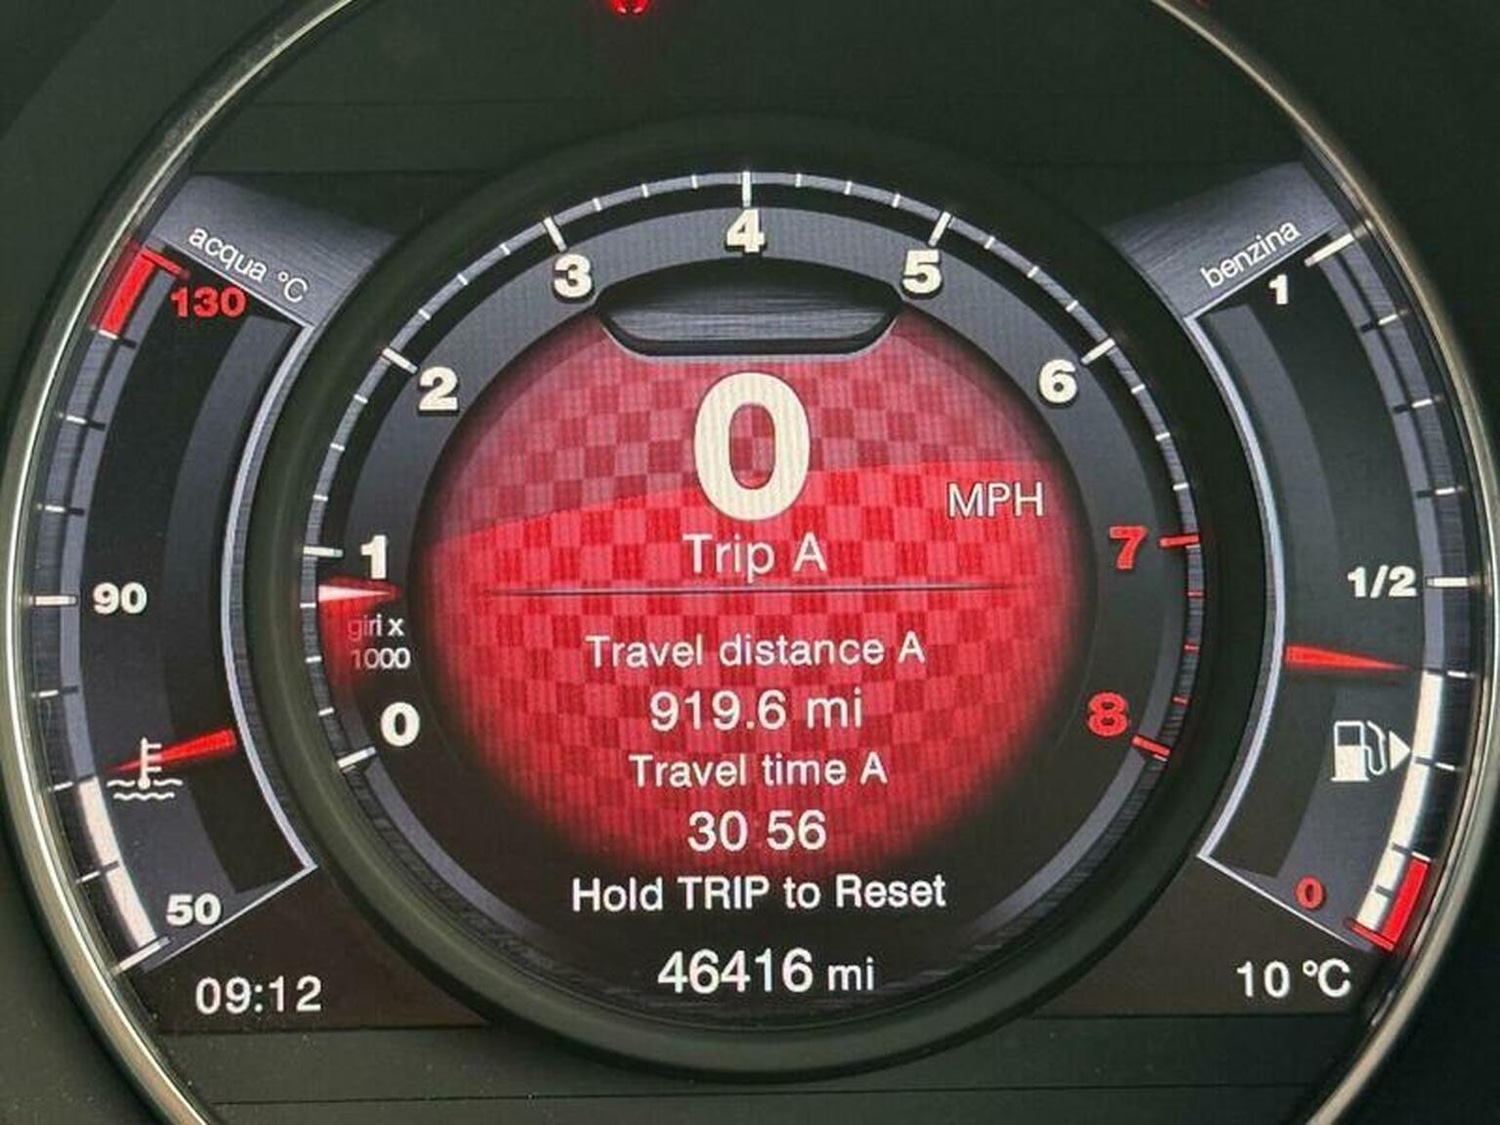 acqua °C
130
90
50
09:12
0
1
2
3
4
5
6
7
8
giri x
1000
0
MPH
Trip A
Travel distance A
919.6 mi
Travel time A
30 56
Hold TRIP to Reset
46416 mi
benzina
1
1/2
0
10 °C